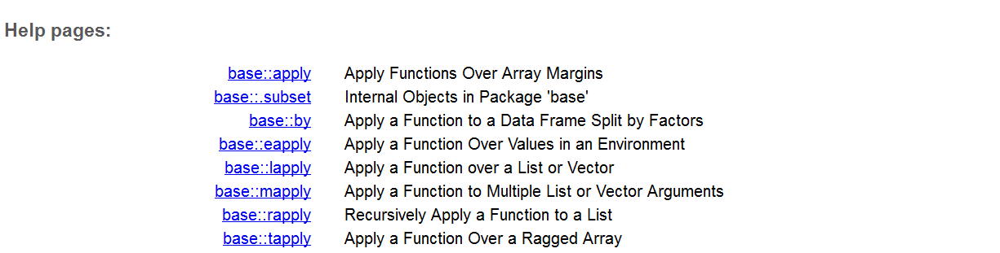 Help pages:
base::apply Apply Functions Over Array Margins
base::.subset Internal Objects in Package 'base'
base::by Apply a Function to a Data Frame Split by Factors
base::eapply Apply a Function Over Values in an Environment
base::lapply Apply a Function over a List or Vector
base::mapply Apply a Function to Multiple List or Vector Arguments
base::rapply Recursively Apply a Function to a List
base::tapply Apply a Function Over a Ragged Array